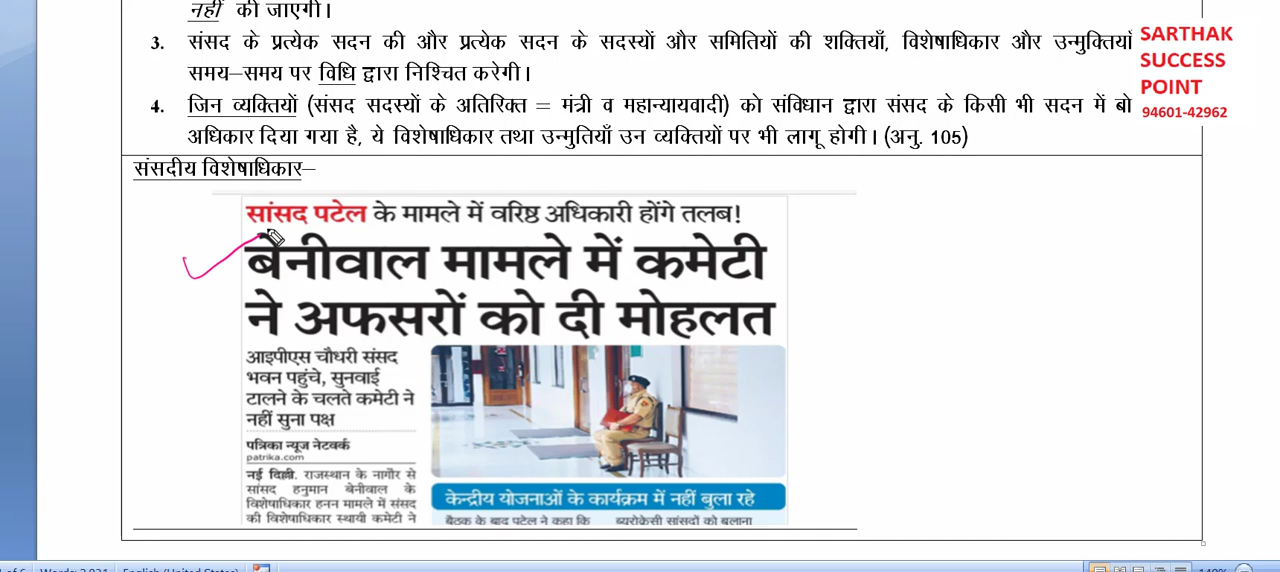 नहीं की जाएगी।
3. संसद के प्रत्येक सदन की और प्रत्येक सदन के सदस्यों और समितियों की शक्तियाँ, विशेषाधिकार और उन्मुक्तियां
समय–समय पर विधि द्वारा निश्चित करेगी।
4. जिन व्यक्तियों (संसद सदस्यों के अतिरिक्त = मंत्री व महान्यायवादी) को संविधान द्वारा संसद के किसी भी सदन में बो
अधिकार दिया गया है, ये विशेषाधिकार तथा उन्मुतियाँ उन व्यक्तियों पर भी लागू होगी। (अनु. 105)
SARTHAK
SUCCESS
POINT
94601-42962
संसदीय विशेषाधिकार–
सांसद पटेल के मामले में वरिष्ठ अधिकारी होंगे तलब!
बेनीवाल मामले में कमेटी
ने अफसरों को दी मोहलत
आइपीएस चौधरी संसद
भवन पहुंचे, सुनवाई
टालने के चलते कमेटी ने
नहीं सुना पक्ष
पत्रिका न्यूज नेटवर्क
patrika.com
नई दिल्ली. राजस्थान के नागौर से
सांसद हनुमान बेनीवाल के
विशेषाधिकार हनन मामले में संसद
की विशेषाधिकार स्थायी कमेटी ने
केन्द्रीय योजनाओं के कार्यक्रम में नहीं बुला रहे
बैठक के बाद पटेल ने कहा कि
ब्यूरोक्रेसी सांसदों को बुलाना